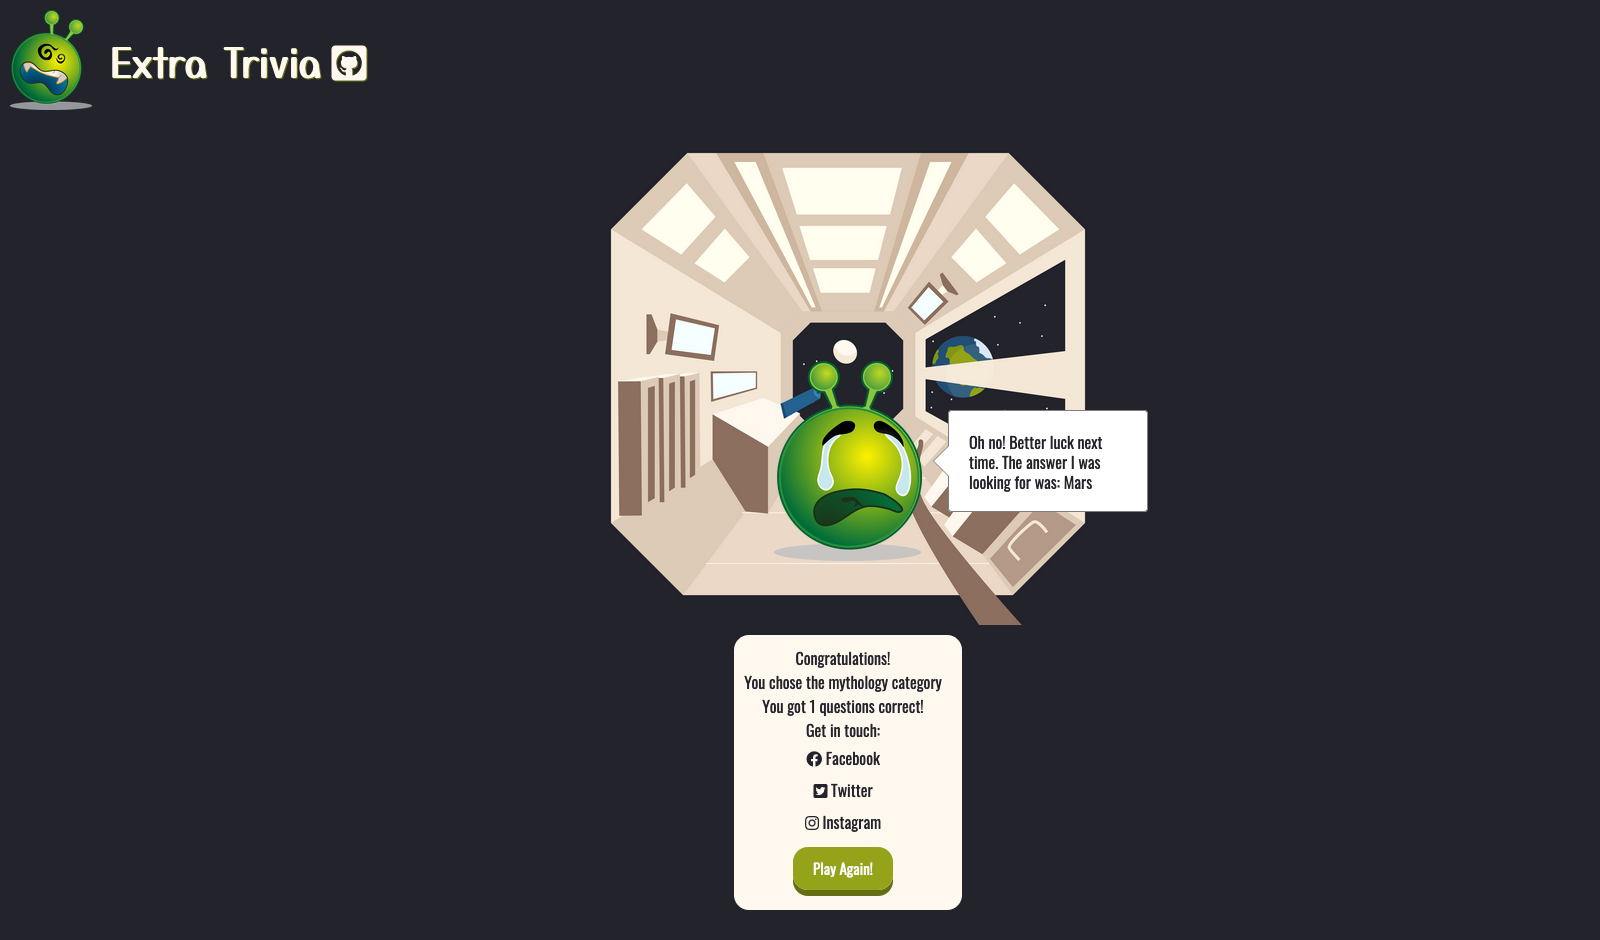 Extra Trivia
Oh no! Better luck next
time. The answer I was
looking for was: Mars
Congratulations!
You chose the mythology category
You got 1 questions correct!
Get in touch:
Facebook
Twitter
Instagram
Play Again!